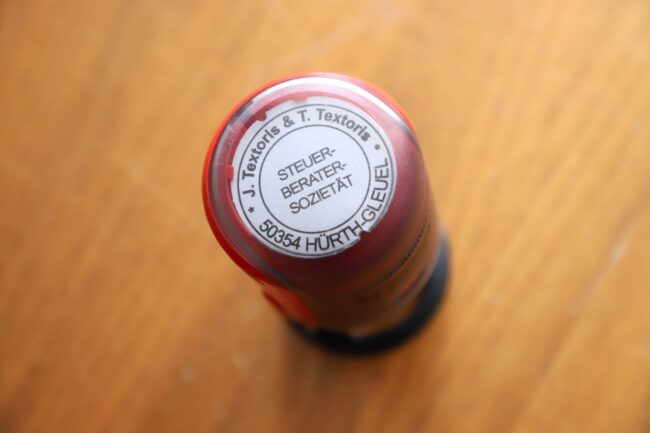 * J. Textoris & T. Textoris *
STEUER-
BERATER-
SOZIETÄT
50354 HÜRTH-GLEUEL